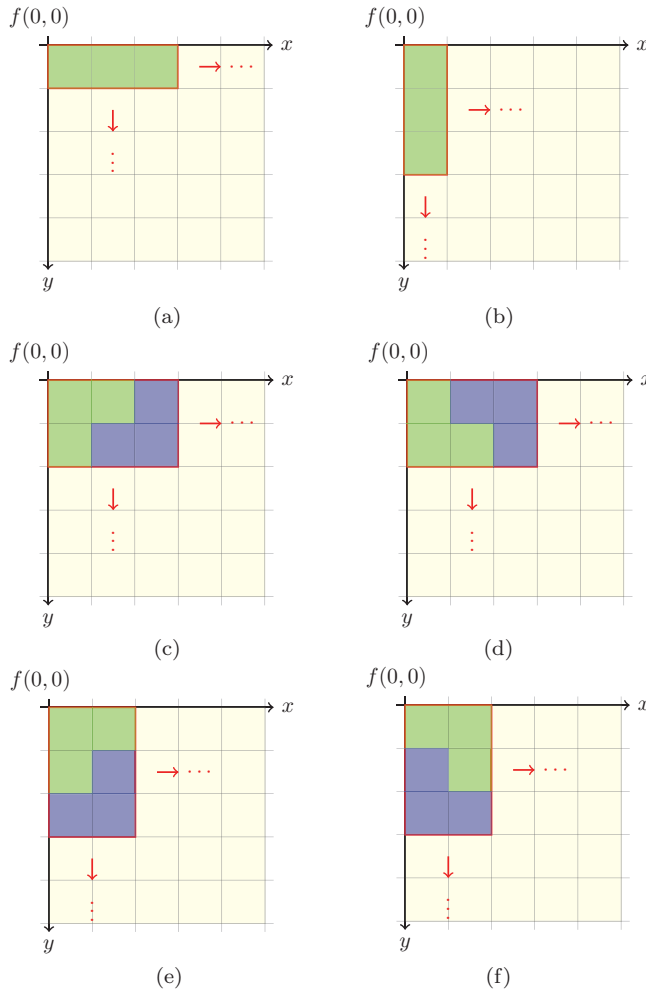 f(0, 0)
f(0, 0)
x
x
⋯
⋯
⋮
⋮
y
y
(a)
(b)
f(0, 0)
f(0, 0)
x
x
⋯
⋯
⋮
⋮
y
y
(c)
(d)
f(0, 0)
f(0, 0)
x
x
⋯
⋯
⋮
⋮
y
y
(e)
(f)